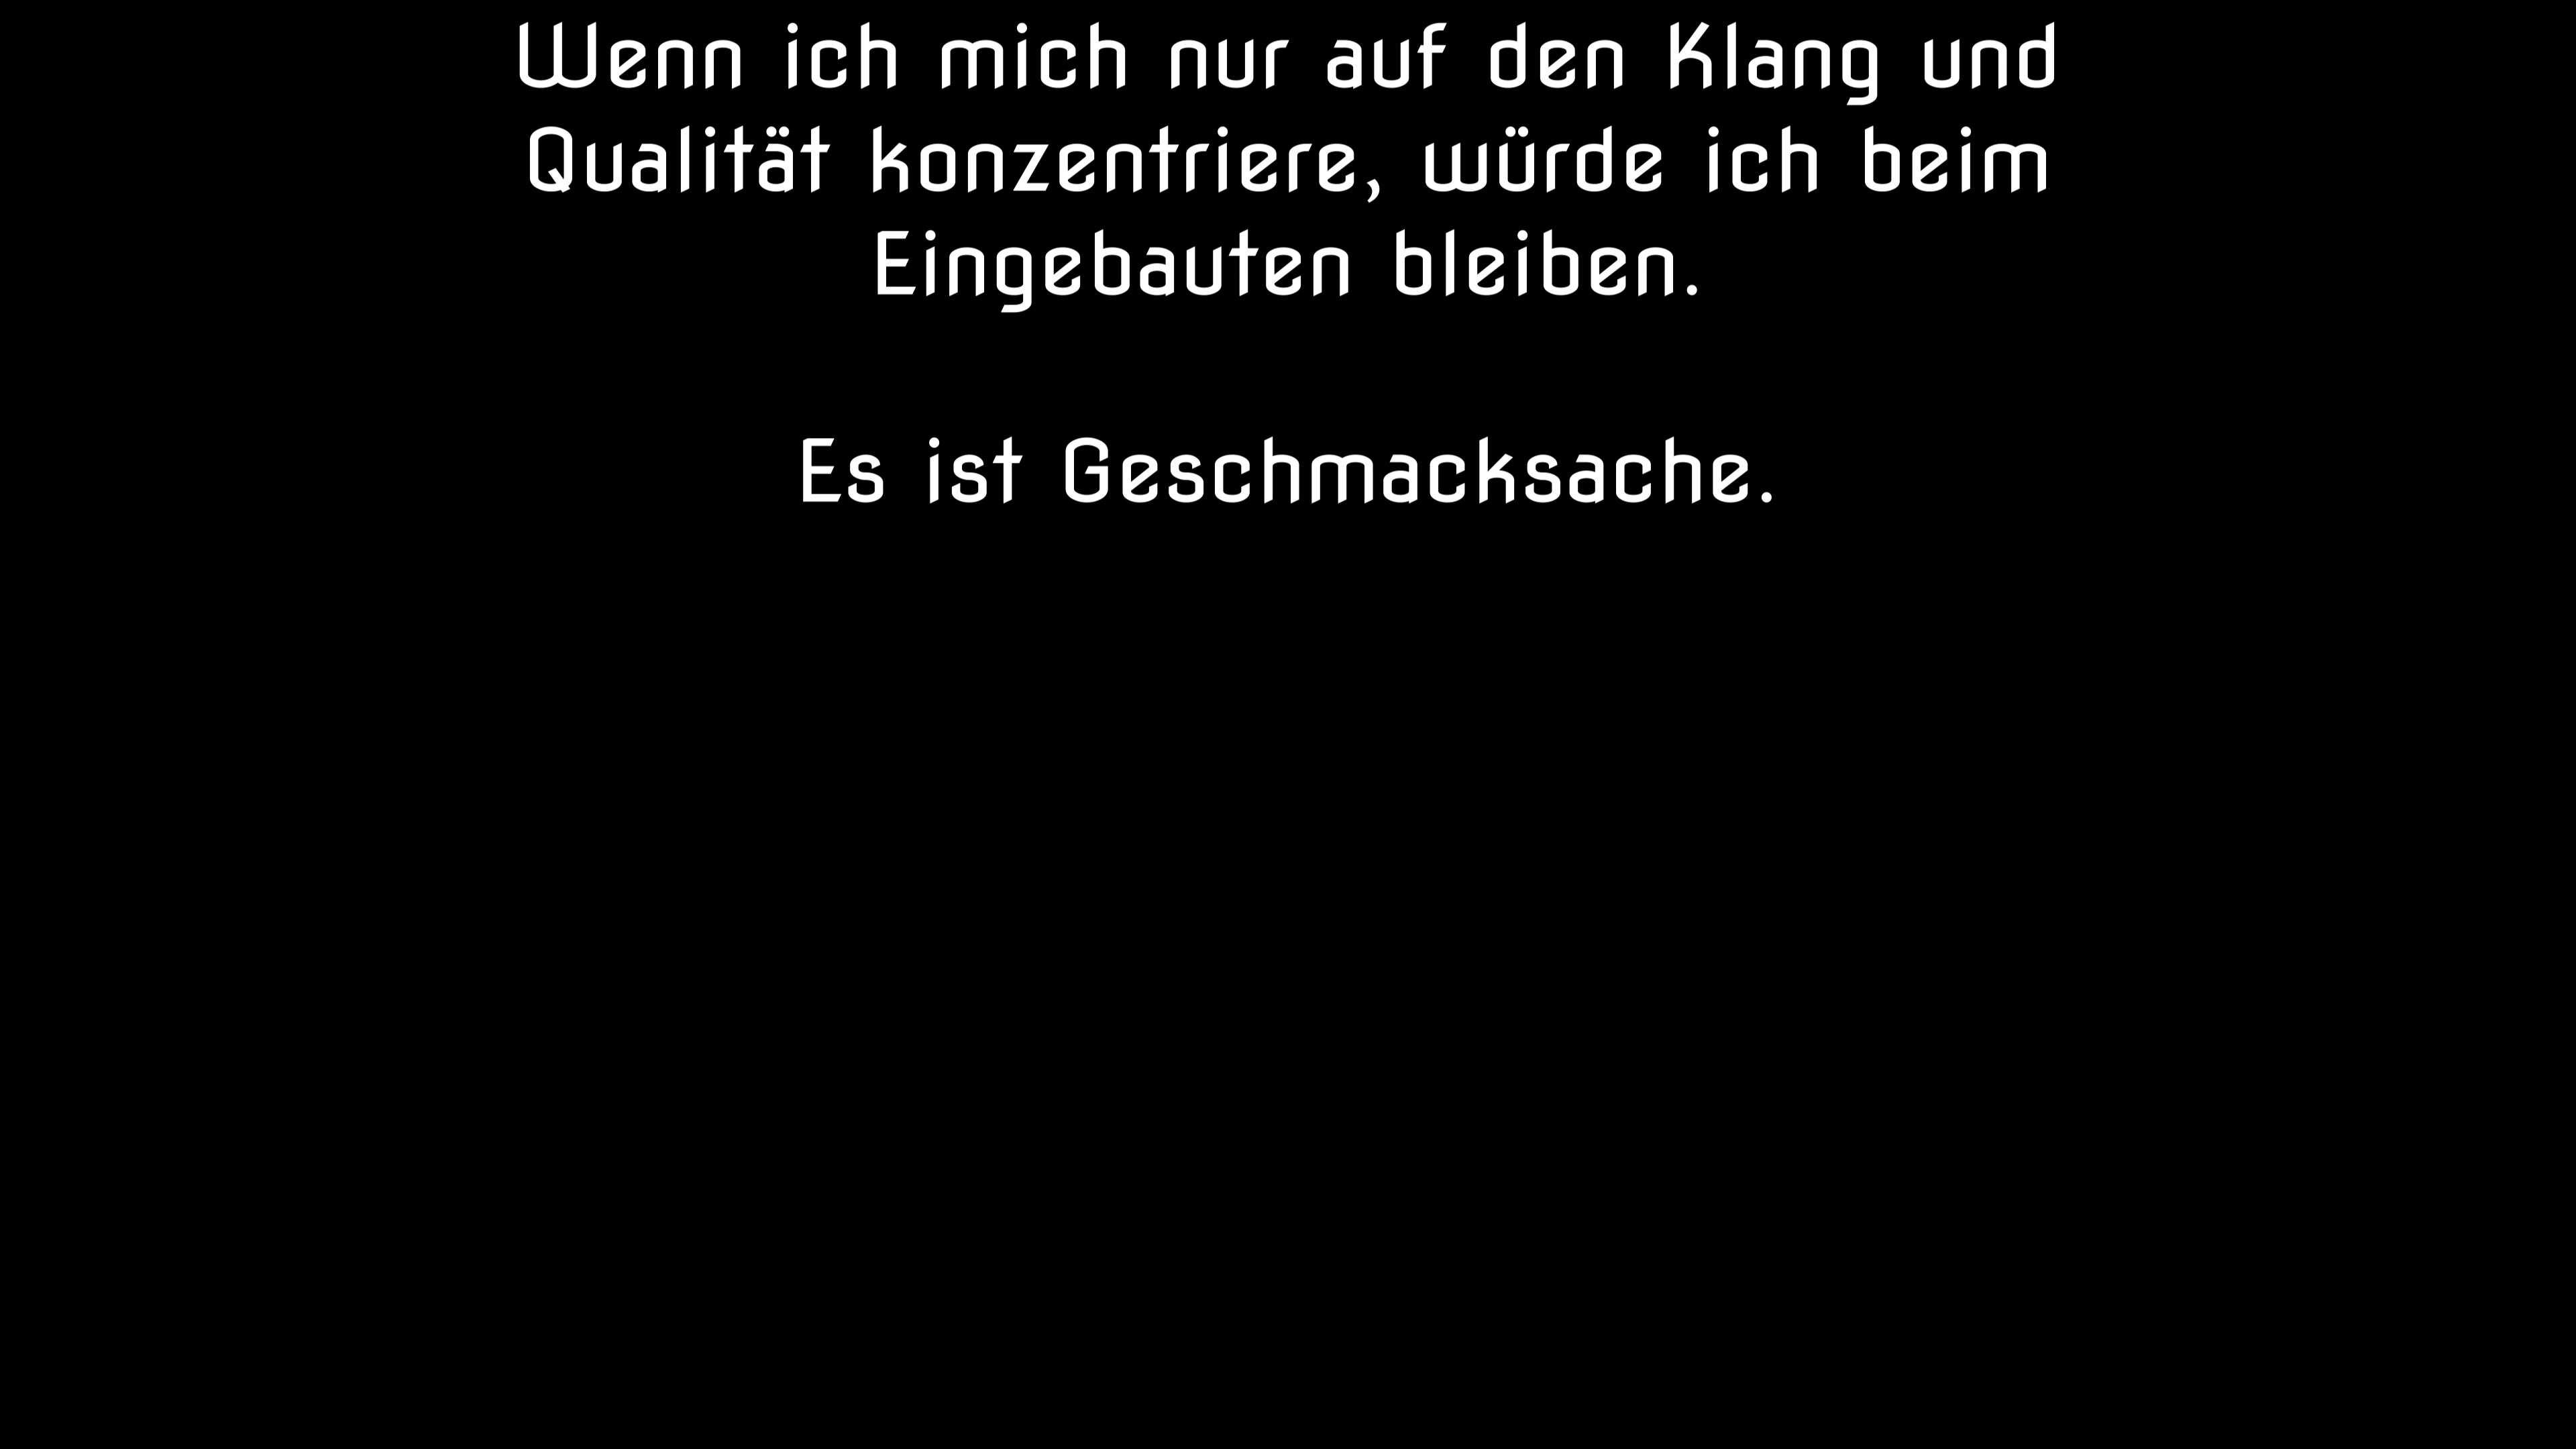 Wenn ich mich nur auf den Klang und
Qualität konzentriere, würde ich beim
Eingebauten bleiben.
Es ist Geschmacksache.